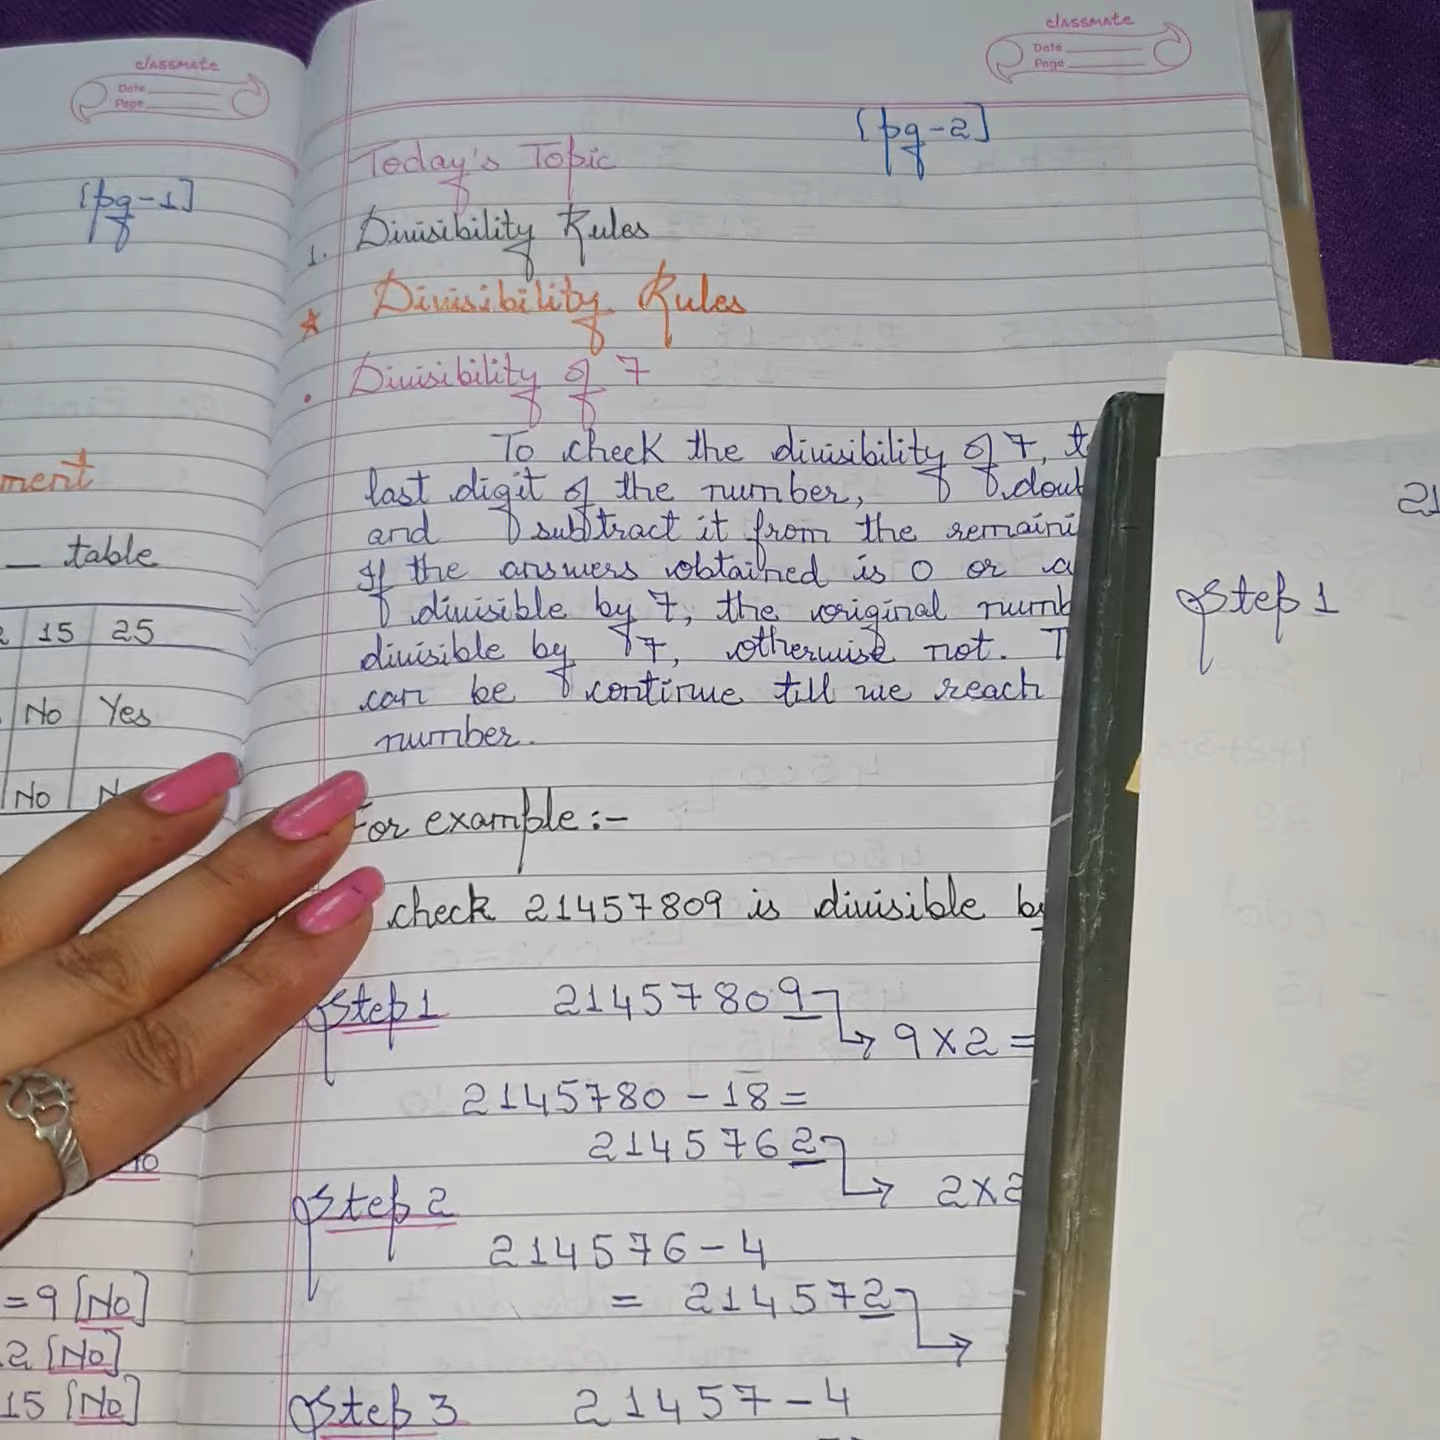 classmate
Date
Page
[pg-1]
ment
table
15 25
No Yes
No
=9 [No]
2 [No]
15 [No]
classmate
Date
Page
[pg-2]
Today's Topic
1. Divisibility Rules
Divisibility Rules
Divisibility of 7
To check the divisibility of 7,
last digit of the number,
and subtract it from the
If the answers obtained is 0 or a
divisible by 7, the original
divisible by 7, otherwise not.
can be continue till we reach
number.
For example :-
check 21457809 is divisible
Step 1 21457809
9 x 2 =
2145780 - 18 =
2145762
2 x 2
Step 2
214576 - 4
= 214572
Step 3 21457 - 4
21
Step 1